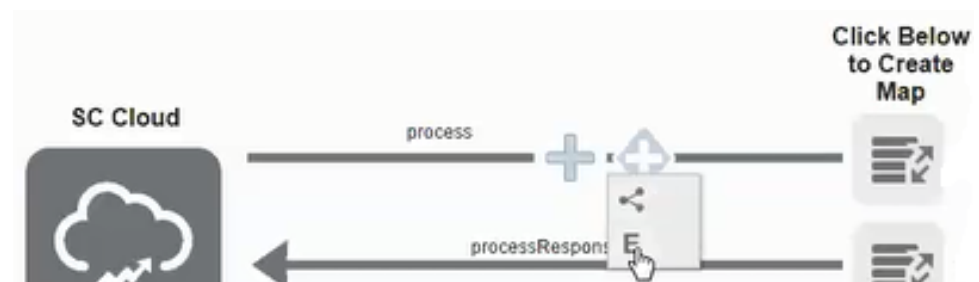 Click Below
to Create
Map
SC Cloud
process
processRespons
E